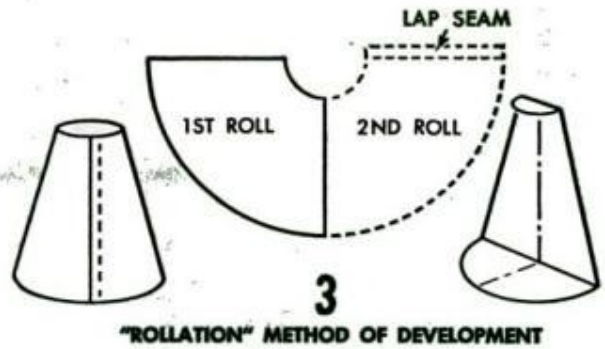 LAP SEAM
1ST ROLL
2ND ROLL
3
"ROLLATION" METHOD OF DEVELOPMENT